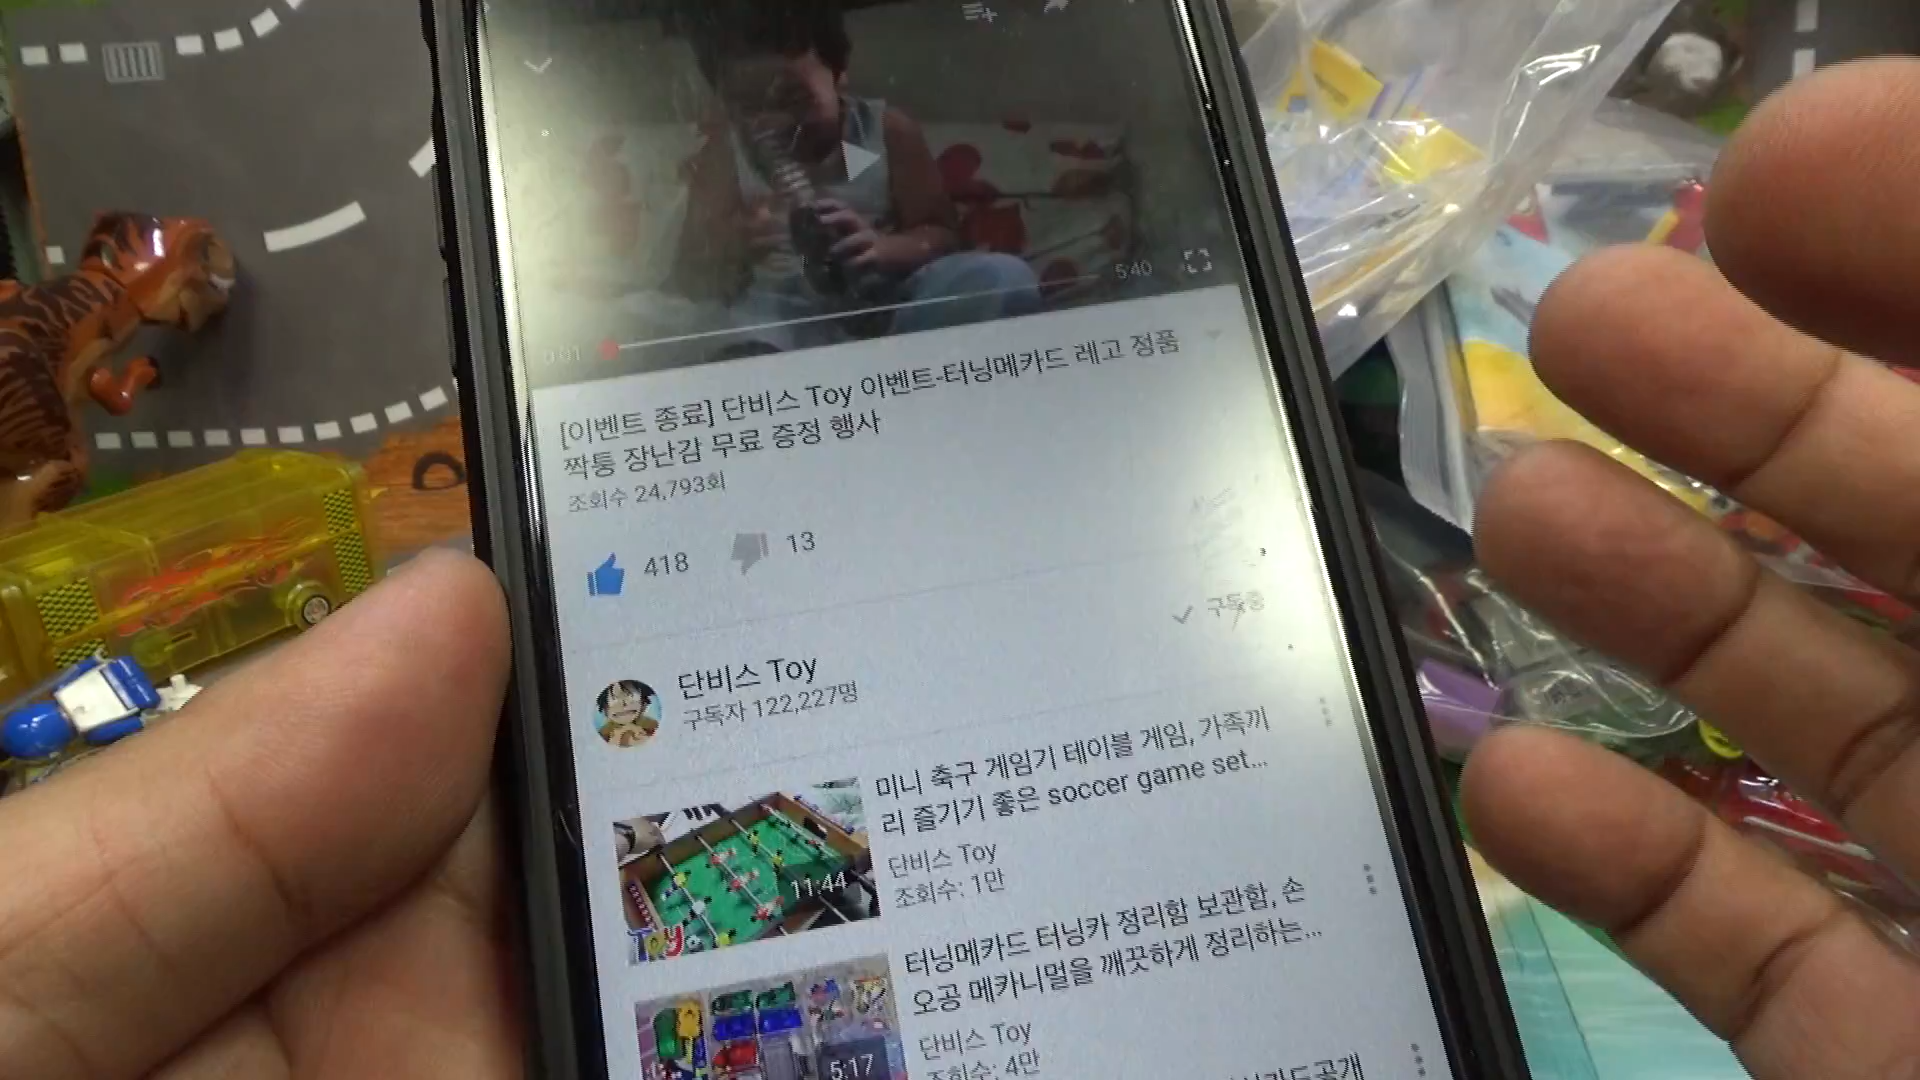 5:40
0:01
[이벤트 종료] 단비스 Toy 이벤트-터닝메카드 레고 정품
짝퉁 장난감 무료 증정 행사
조회수 24,793회
418
13
구독중
단비스 Toy
구독자 122,227명
미니 축구 게임기 테이블 게임, 가족끼
리 즐기기 좋은 soccer game set...
단비스 Toy
조회수: 1만
11:44
Toy
터닝메카드 터닝카 정리함 보관함, 손
오공 메카니멀을 깨끗하게 정리하는...
단비스 Toy
조회수: 4만
5:17